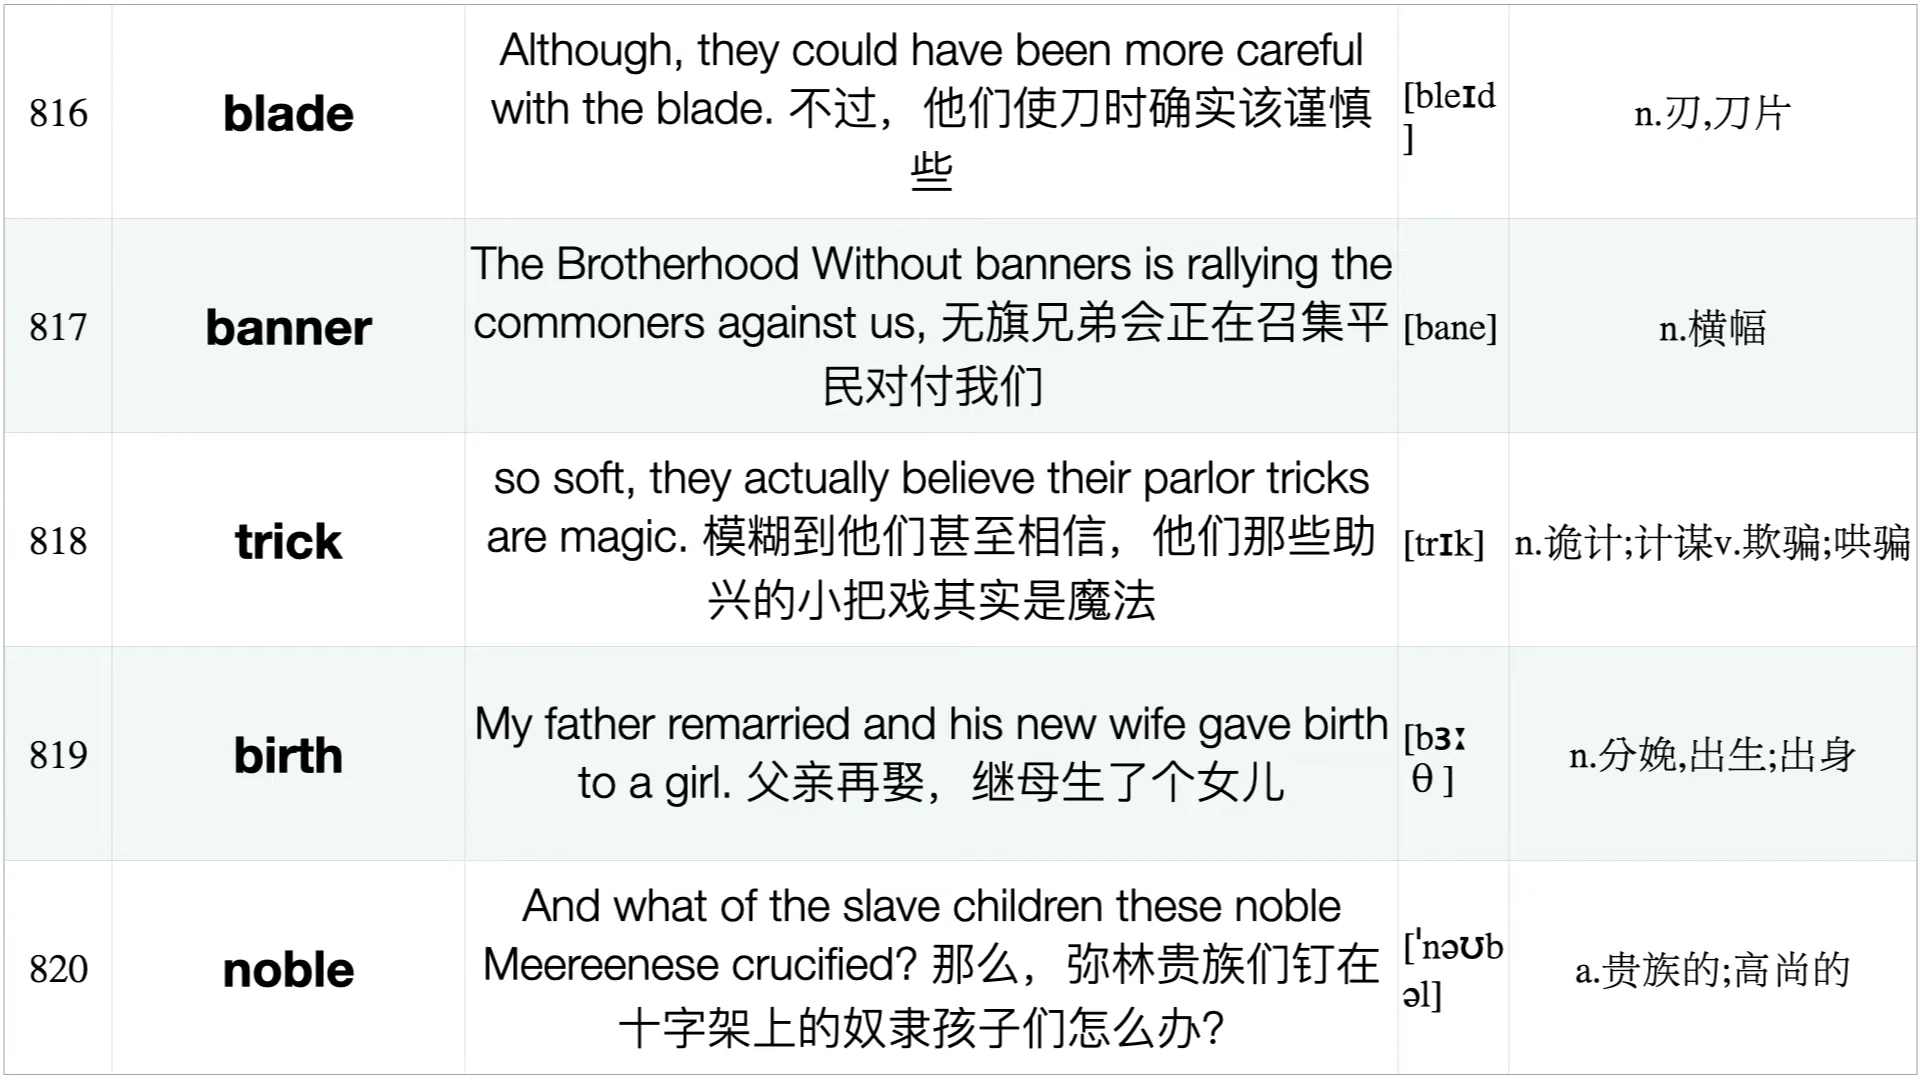 816
blade
Although, they could have been more careful
with the blade. 不过，他们使刀时确实该谨慎
些
[bleɪd
]
n.刃,刀片
817
banner
The Brotherhood Without banners is rallying the
commoners against us, 无旗兄弟会正在召集平
民对付我们
[bane]
n.横幅
818
trick
so soft, they actually believe their parlor tricks
are magic. 模糊到他们甚至相信，他们那些助
兴的小把戏其实是魔法
[trɪk]
n.诡计;计谋v.欺骗;哄骗
819
birth
My father remarried and his new wife gave birth
to a girl. 父亲再娶，继母生了个女儿
[bɜː
θ]
n.分娩,出生;出身
820
noble
And what of the slave children these noble
Meereenese crucified? 那么，弥林贵族们钉在
十字架上的奴隶孩子们怎么办?
[ˈnəʊb
əl]
a.贵族的;高尚的